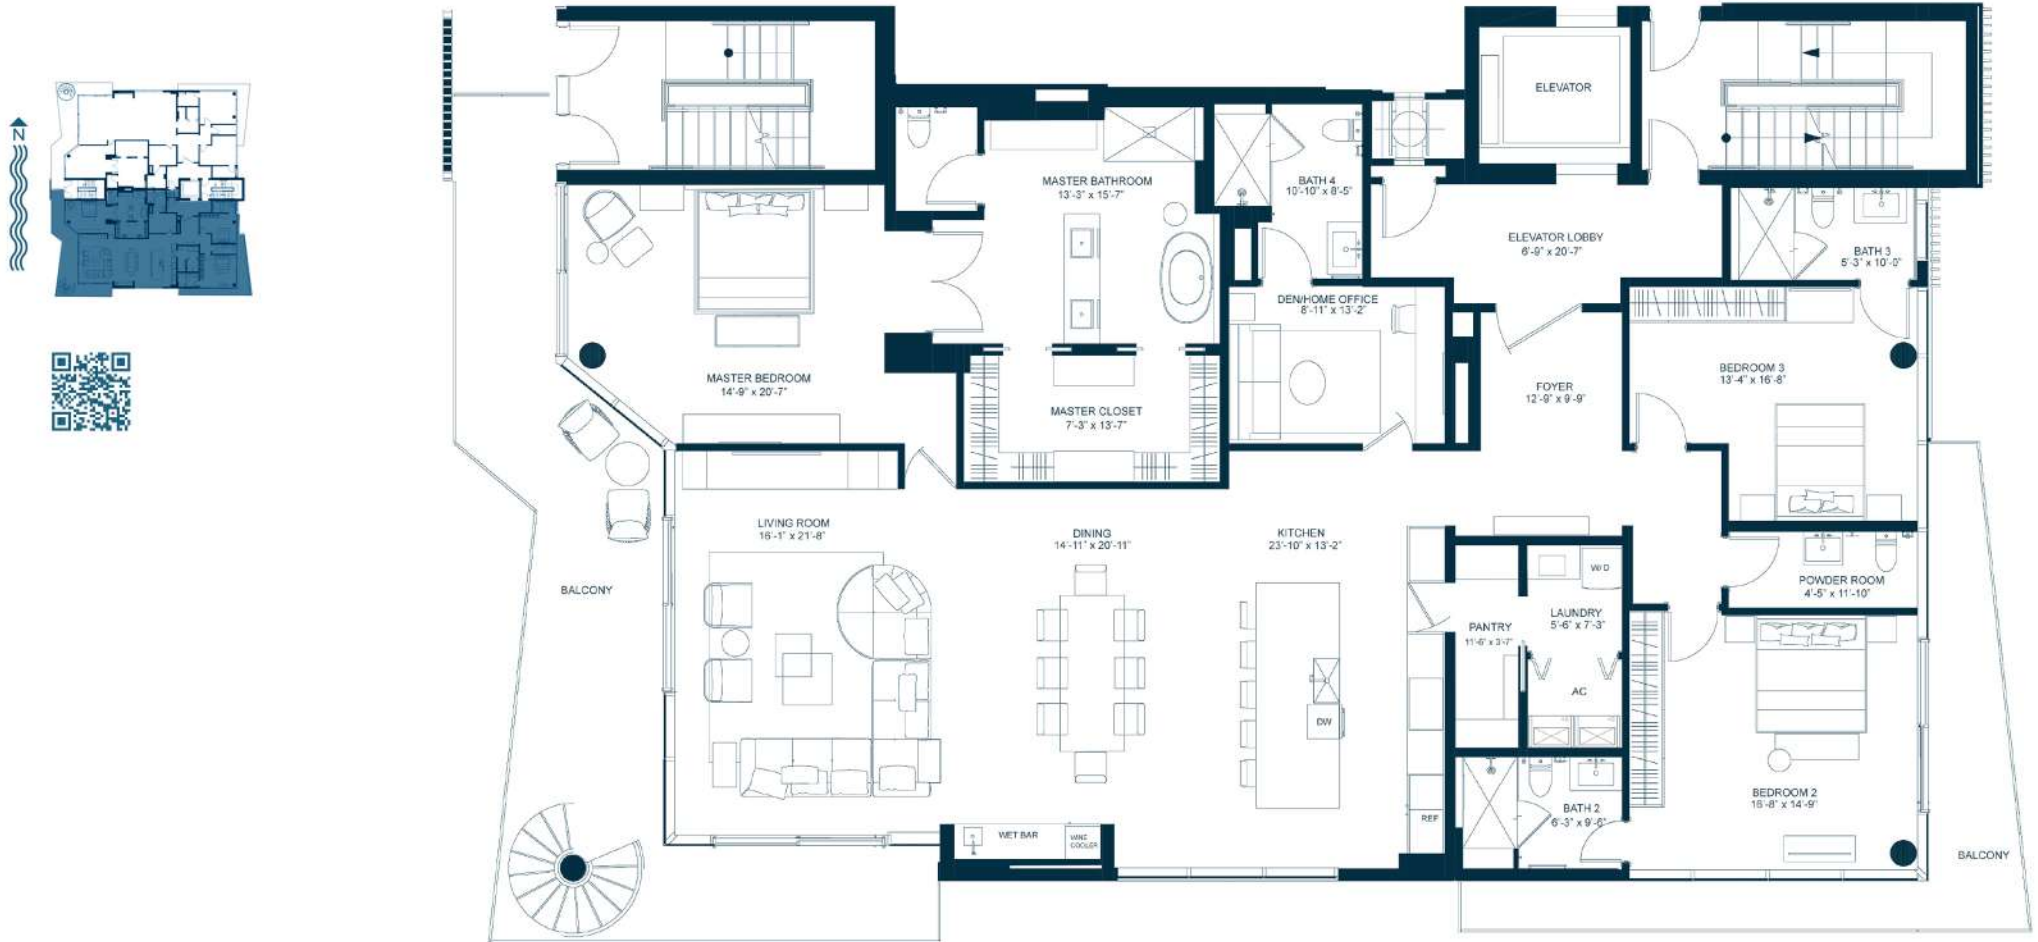 N
ELEVATOR
MASTER BATHROOM
13'-3" x 15'-7"
BATH 4
10'-10" x 8'-5"
ELEVATOR LOBBY
6'-9" x 20'-7"
BATH 3
5'-3" x 10'-0"
DEN/HOME OFFICE
8'-11" x 13'-2"
MASTER BEDROOM
14'-9" x 20'-7"
MASTER CLOSET
7'-3" x 13'-7"
FOYER
12'-9" x 9'-9"
BEDROOM 3
13'-4" x 16'-8"
LIVING ROOM
16'-1" x 21'-8"
DINING
14'-11" x 20'-11"
KITCHEN
23'-10" x 13'-2"
BALCONY
W/D
POWDER ROOM
4'-5" x 11'-10"
LAUNDRY
5'-6" x 7'-3"
PANTRY
11'-6" x 3'-7"
AC
DW
BEDROOM 2
16'-8" x 14'-9"
BATH 2
6'-3" x 9'-6"
REF
WET BAR
WINE
COOLER
BALCONY